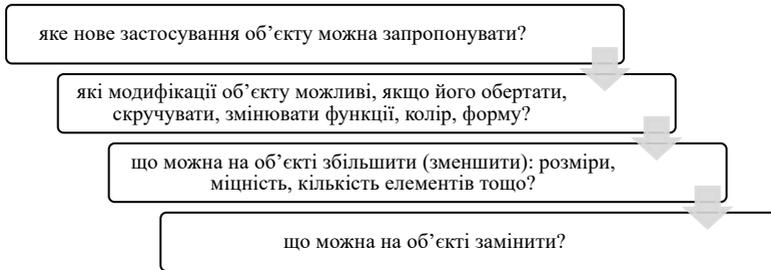 яке нове застосування об’єкту можна запропонувати?
які модифікації об’єкту можливі, якщо його обертати,
скручувати, змінювати функції, колір, форму?
що можна на об’єкті збільшити (зменшити): розміри,
міцність, кількість елементів тощо?
що можна на об’єкті замінити?